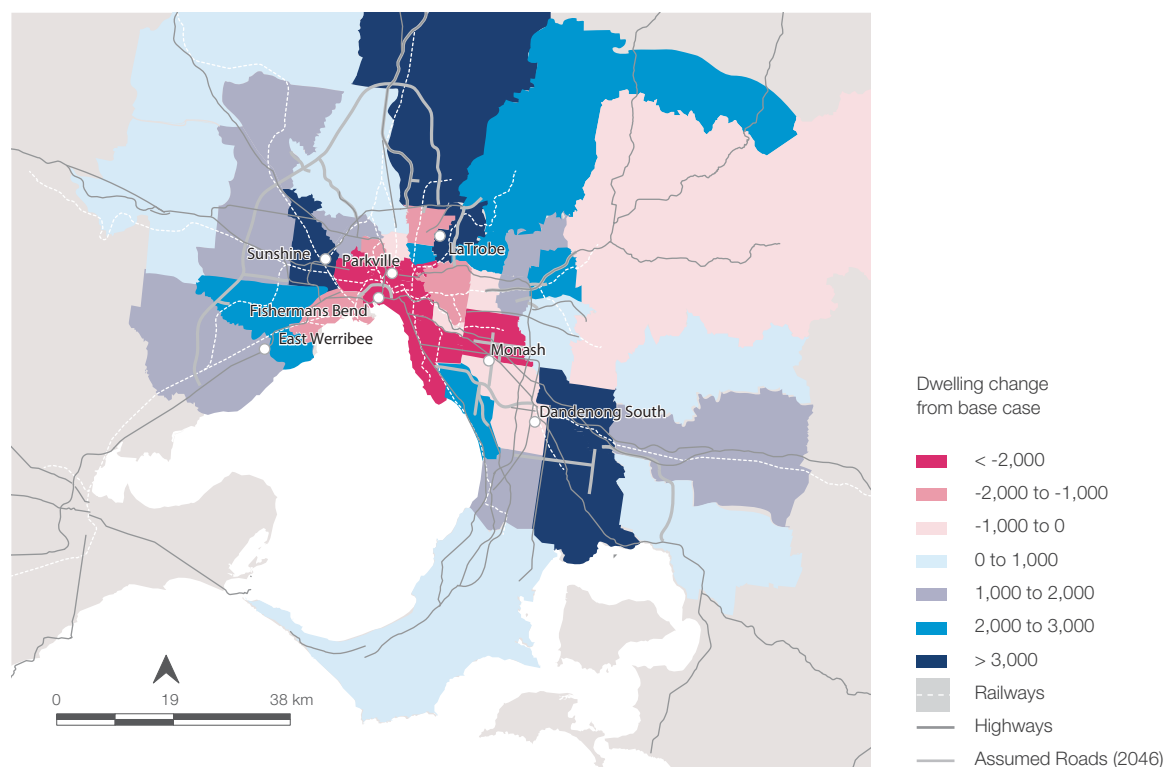 LaTrobe
Sunshine
Parkville
Fishermans Bend
East Werribee
Monash
Dandenong South
0 19 38 km
Dwelling change
from base case
< -2,000
-2,000 to -1,000
-1,000 to 0
0 to 1,000
1,000 to 2,000
2,000 to 3,000
> 3,000
Railways
Highways
Assumed Roads (2046)